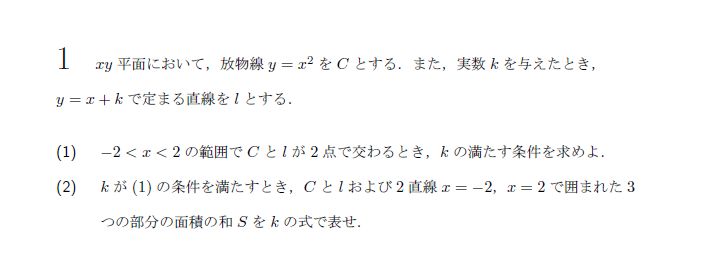 1 xy 平面において，放物線 y = x² を C とする．また，実数 k を与えたとき，
y = x + k で定まる直線を l とする．
(1) −2 < x < 2 の範囲で C と l が 2 点で交わるとき，k の満たす条件を求めよ．
(2) k が (1) の条件を満たすとき，C と l および 2 直線 x = −2，x = 2 で囲まれた 3
つの部分の面積の和 S を k の式で表せ．